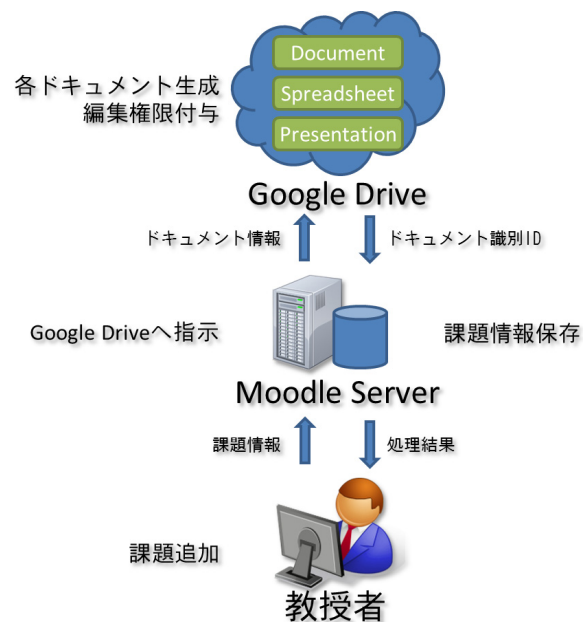 Document
Spreadsheet
Presentation
各ドキュメント生成
編集権限付与
Google Drive
ドキュメント情報
ドキュメント識別ID
Google Driveへ指示
課題情報保存
Moodle Server
課題情報
処理結果
課題追加
教授者